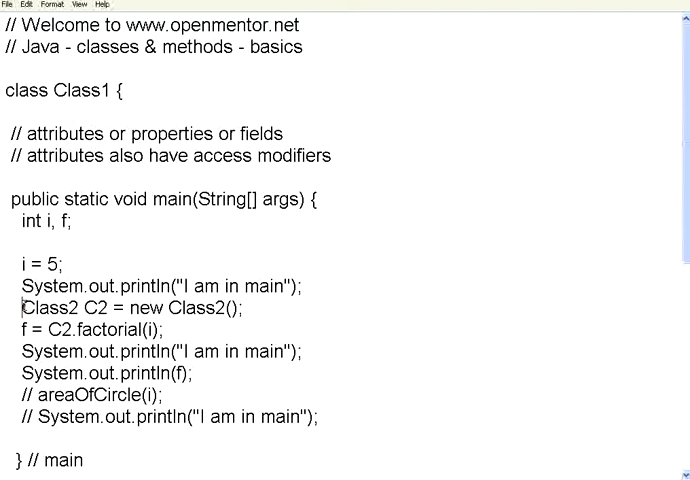 File Edit Format View Help
// Welcome to www.openmentor.net
// Java - classes & methods - basics
class Class1 {
// attributes or properties or fields
// attributes also have access modifiers
public static void main(String[] args) {
int i, f;
i = 5;
System.out.println("I am in main");
Class2 C2 = new Class2();
f = C2.factorial(i);
System.out.println("I am in main");
System.out.println(f);
// areaOfCircle(i);
// System.out.println("I am in main");
} // main